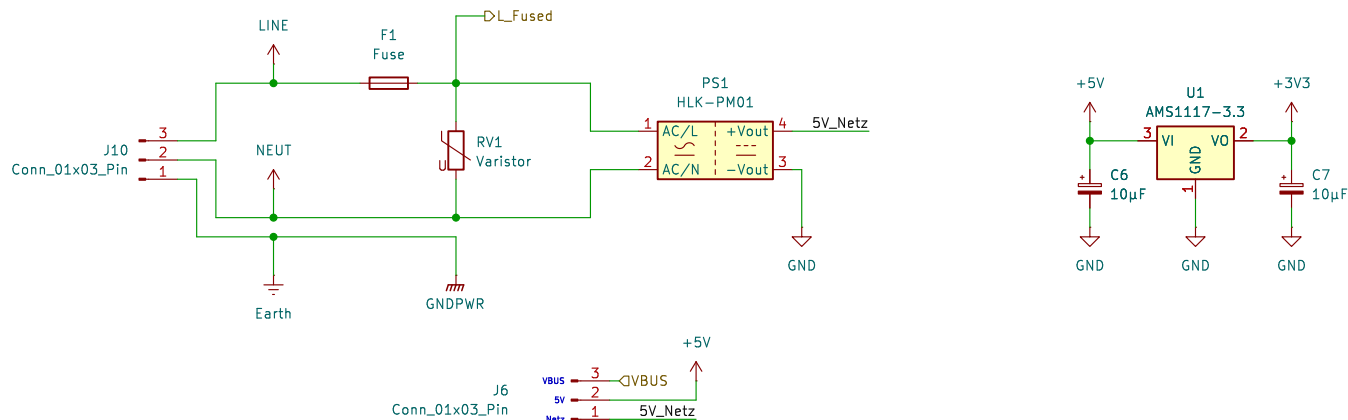 L_Fused
LINE
F1
Fuse
PS1
HLK-PM01
+5V
U1
AMS1117-3.3
+3V3
3
2
1
J10
Conn_01x03_Pin
NEUT
RV1
Varistor
U
1
AC/L
+Vout
4
5V_Netz
2
AC/N
-Vout
3
3
VI
VO
2
GND
1
+
C6
10µF
+
C7
10µF
GND
GND
GND
GND
Earth
GNDPWR
+5V
J6
Conn_01x03_Pin
VBUS
3
VBUS
5V
2
Netz
1
5V_Netz